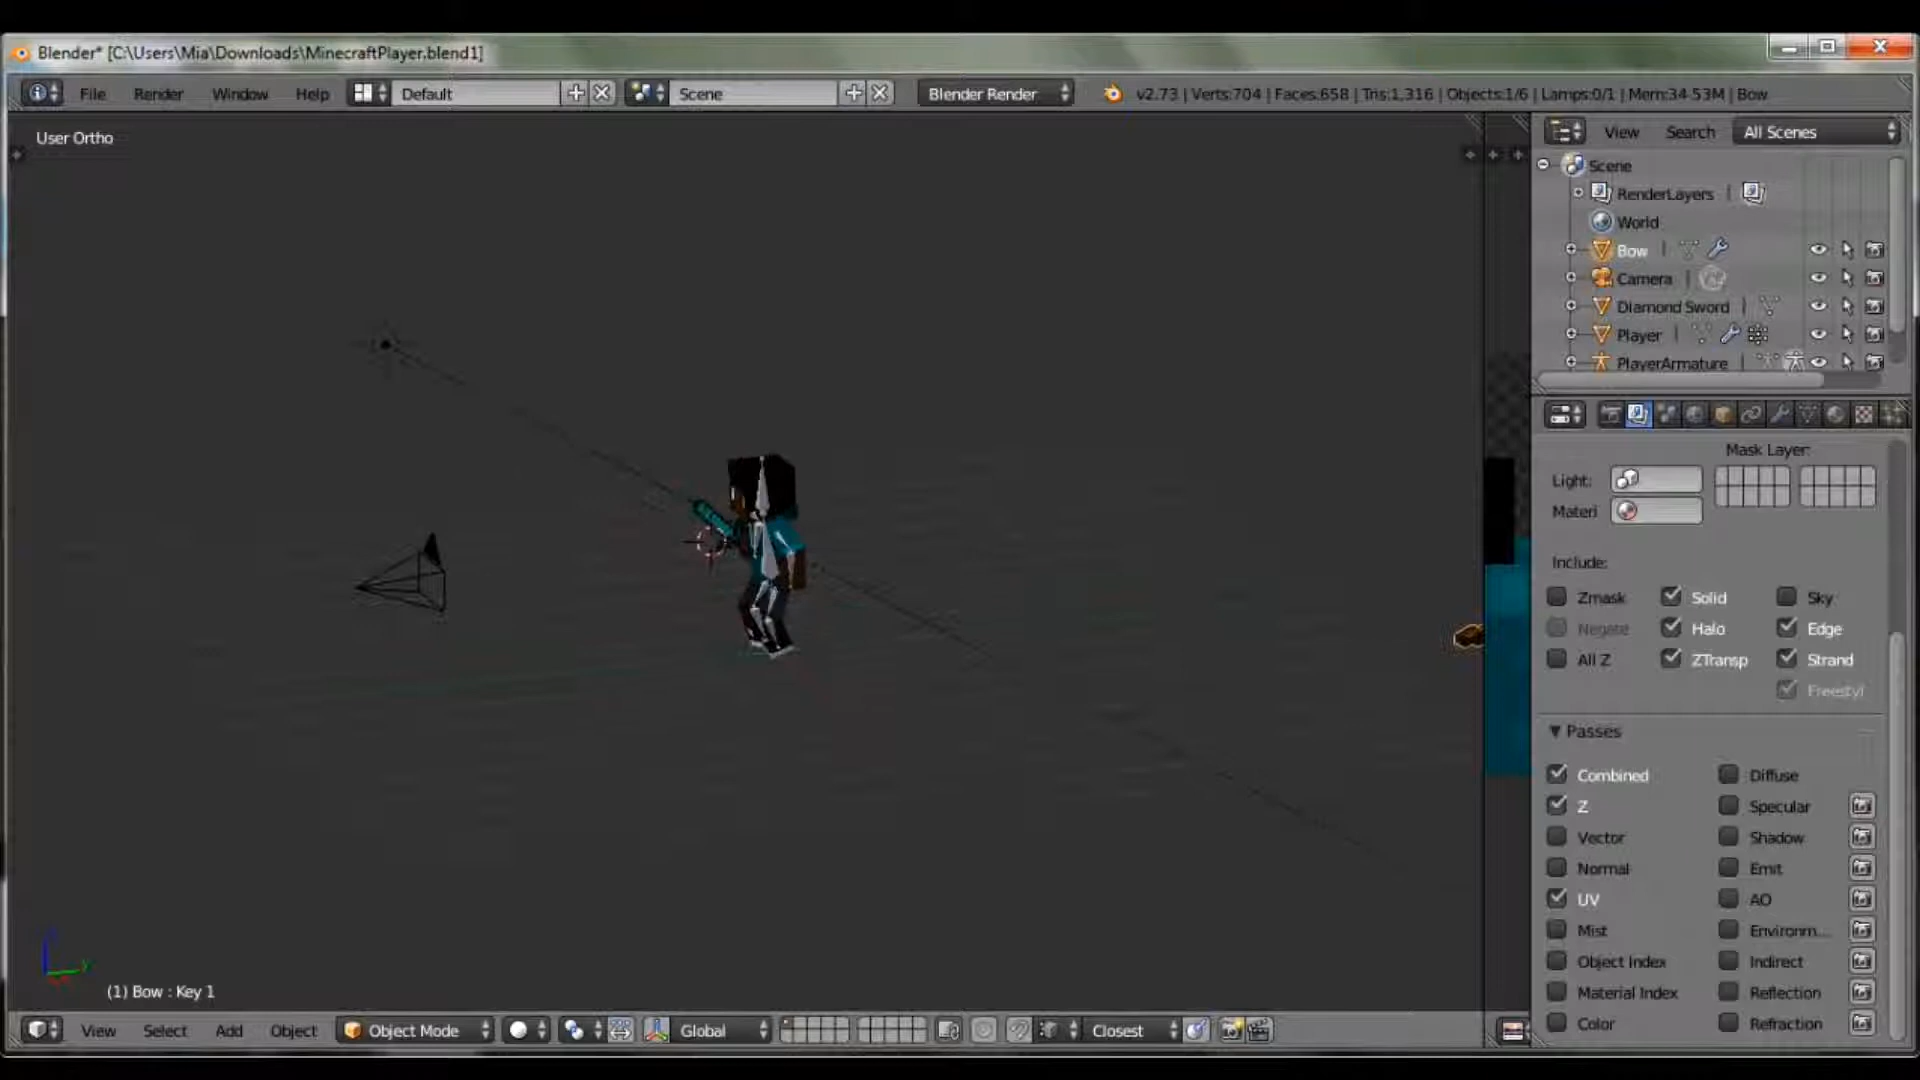 Blender* [C:\Users\Mia\Downloads\MinecraftPlayer.blend1]
File Render Window Help Default Scene Blender Render v2.73 | Verts:704 | Faces:658 | Tris:1,316 | Objects:1/6 | Lamps:0/1 | Mem:34.53M | Bow
User Ortho
View Search All Scenes
Scene
RenderLayers
World
Bow
Camera
Diamond Sword
Player
PlayerArmature
Mask Layer:
Light:
Materi
Include:
Zmask Solid Sky
Negate Halo Edge
All Z ZTransp Strand
Freestyl
Passes
Combined Diffuse
Z Specular
Vector Shadow
Normal Emit
UV AO
Mist Environm...
Object Index Indirect
Material Index Reflection
Color Refraction
(1) Bow : Key 1
View Select Add Object Object Mode Global Closest